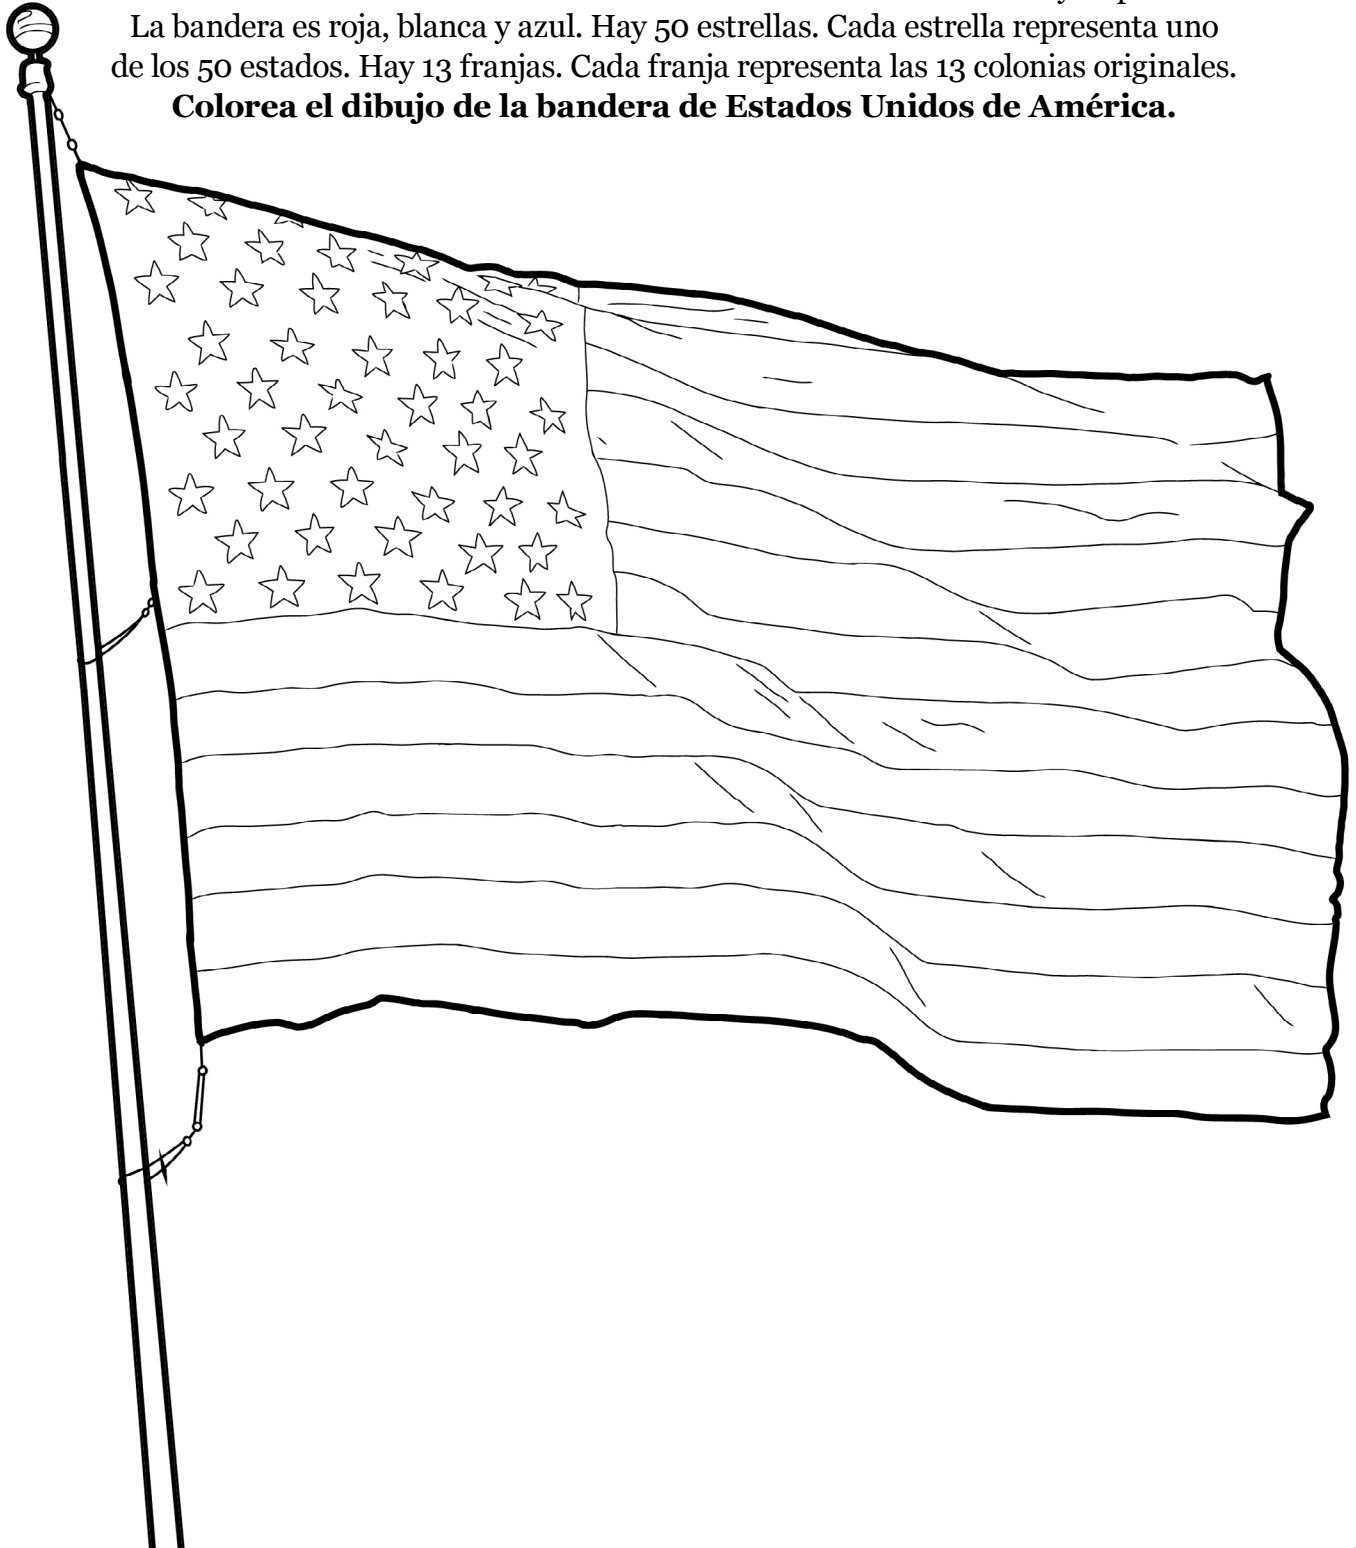 La bandera es roja, blanca y azul. Hay 50 estrellas. Cada estrella representa uno
de los 50 estados. Hay 13 franjas. Cada franja representa las 13 colonias originales.
Colorea el dibujo de la bandera de Estados Unidos de América.